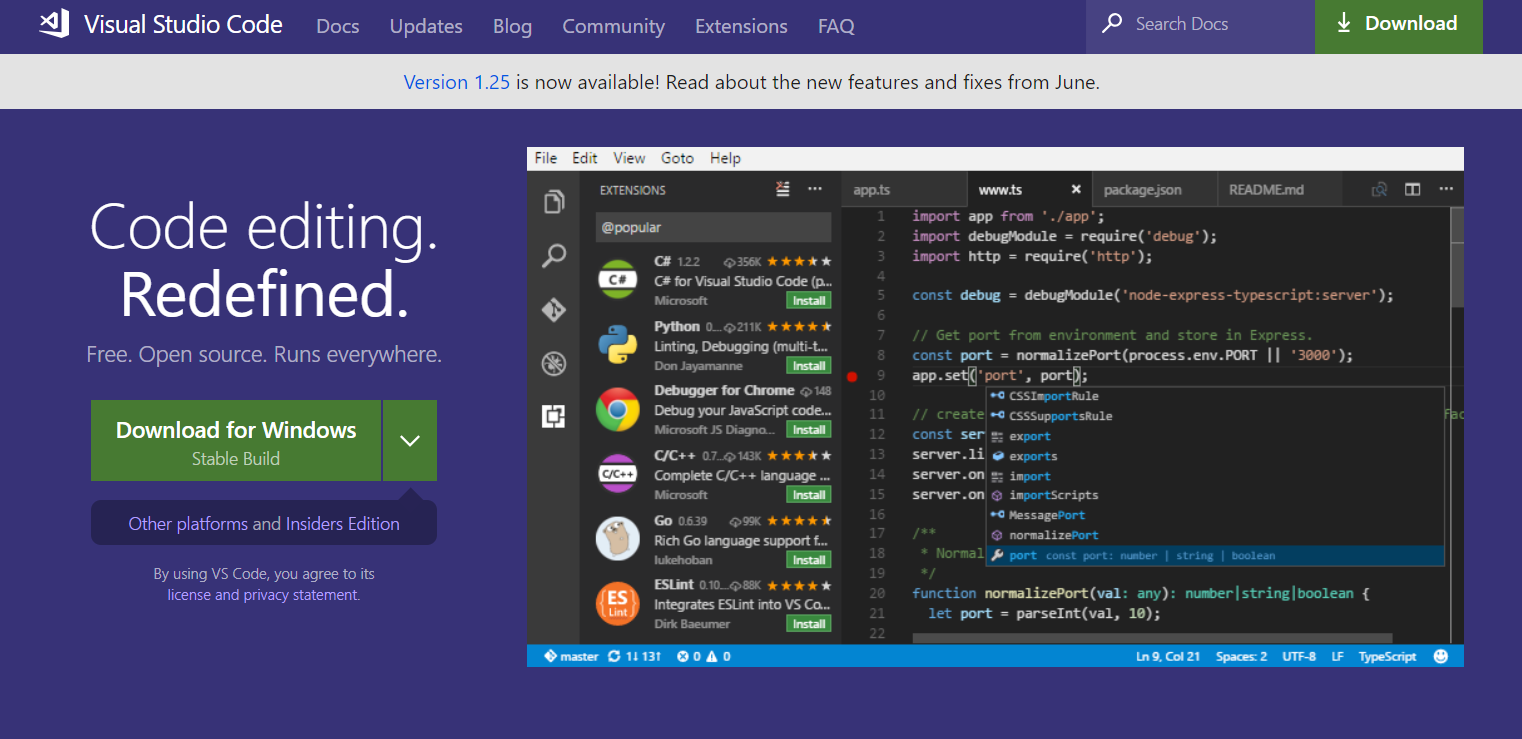 Visual Studio Code Docs Updates Blog Community Extensions FAQ Search Docs Download
Version 1.25 is now available! Read about the new features and fixes from June.
Code editing.
Redefined.
Free. Open source. Runs everywhere.
Download for Windows
Stable Build
Other platforms and Insiders Edition
By using VS Code, you agree to its
license and privacy statement.
File Edit View Goto Help
EXTENSIONS
@popular
C# 1.2.2 356K
C# for Visual Studio Code (p...
Microsoft Install
Python 0... 211K
Linting, Debugging (multi-t...
Don Jayamanne Install
Debugger for Chrome 148
Debug your JavaScript code...
Microsoft JS Diagno... Install
C/C++ 0.7... 143K
Complete C/C++ language ...
Microsoft Install
Go 0.6.39 99K
Rich Go language support f...
lukehoban Install
ESLint 0.10... 88K
Integrates ESLint into VS Co...
Dirk Baeumer Install
C#
C/C++
ES
Lint
app.ts www.ts package.json README.md
1 import app from './app';
2 import debugModule = require('debug');
3 import http = require('http');
4
5 const debug = debugModule('node-express-typescript:server');
6
7 // Get port from environment and store in Express.
8 const port = normalizePort(process.env.PORT || '3000');
9 app.set('port', port);
10
11 // create
12 const ser
13 server.li
14 server.on
15 server.on
16
17 /**
18 * Normal
19 */
20 function normalizePort(val: any): number|string|boolean {
21 let port = parseInt(val, 10);
22
CSSImportRule
CSSSupportsRule
export
exports
import
importScripts
MessagePort
normalizePort
port const port: number | string | boolean
master 1↓ 13↑ 0 0 Ln 9, Col 21 Spaces: 2 UTF-8 LF TypeScript